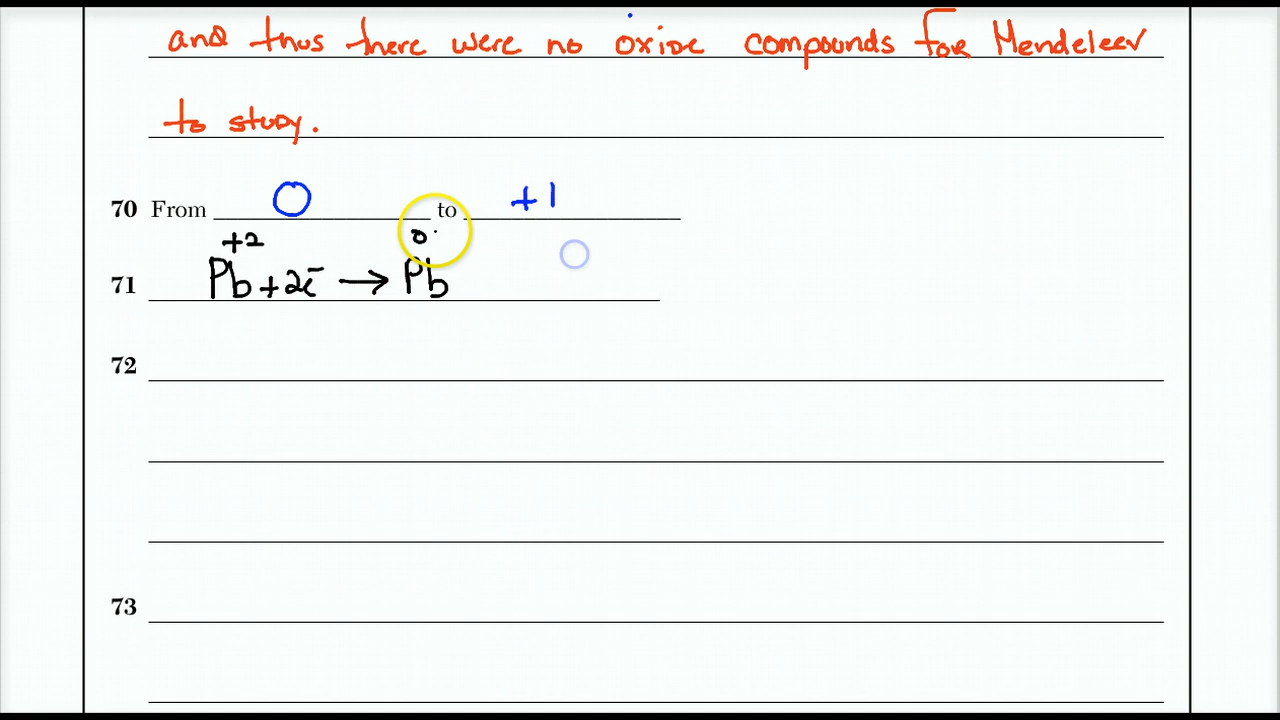 and thus there were no oxide compounds for Mendeleev
to study.
70 From 0 to +1
+2 0
71 Pb + 2e⁻ → Pb
72
73